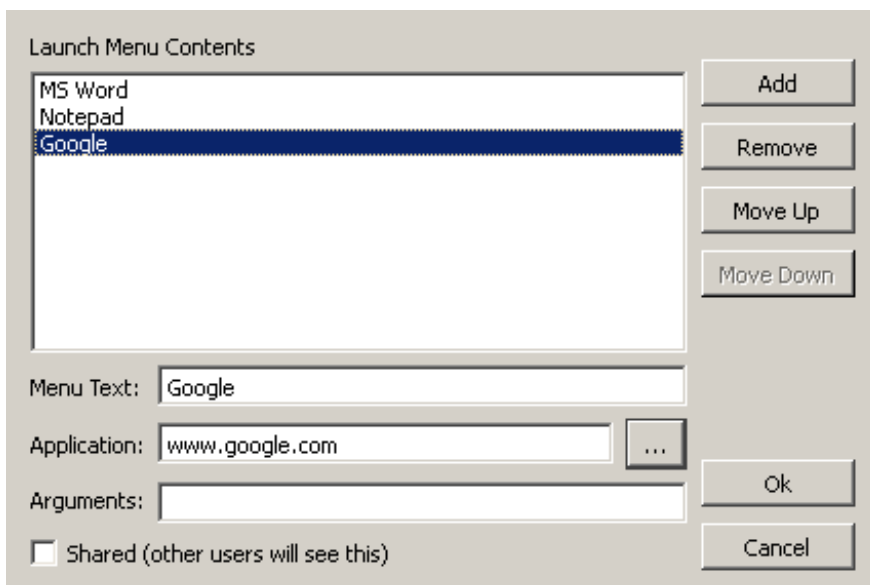 Launch Menu Contents
MS Word
Notepad
Google
Add
Remove
Move Up
Move Down
Menu Text: Google
Application: www.google.com ...
Arguments:
Shared (other users will see this)
Ok
Cancel